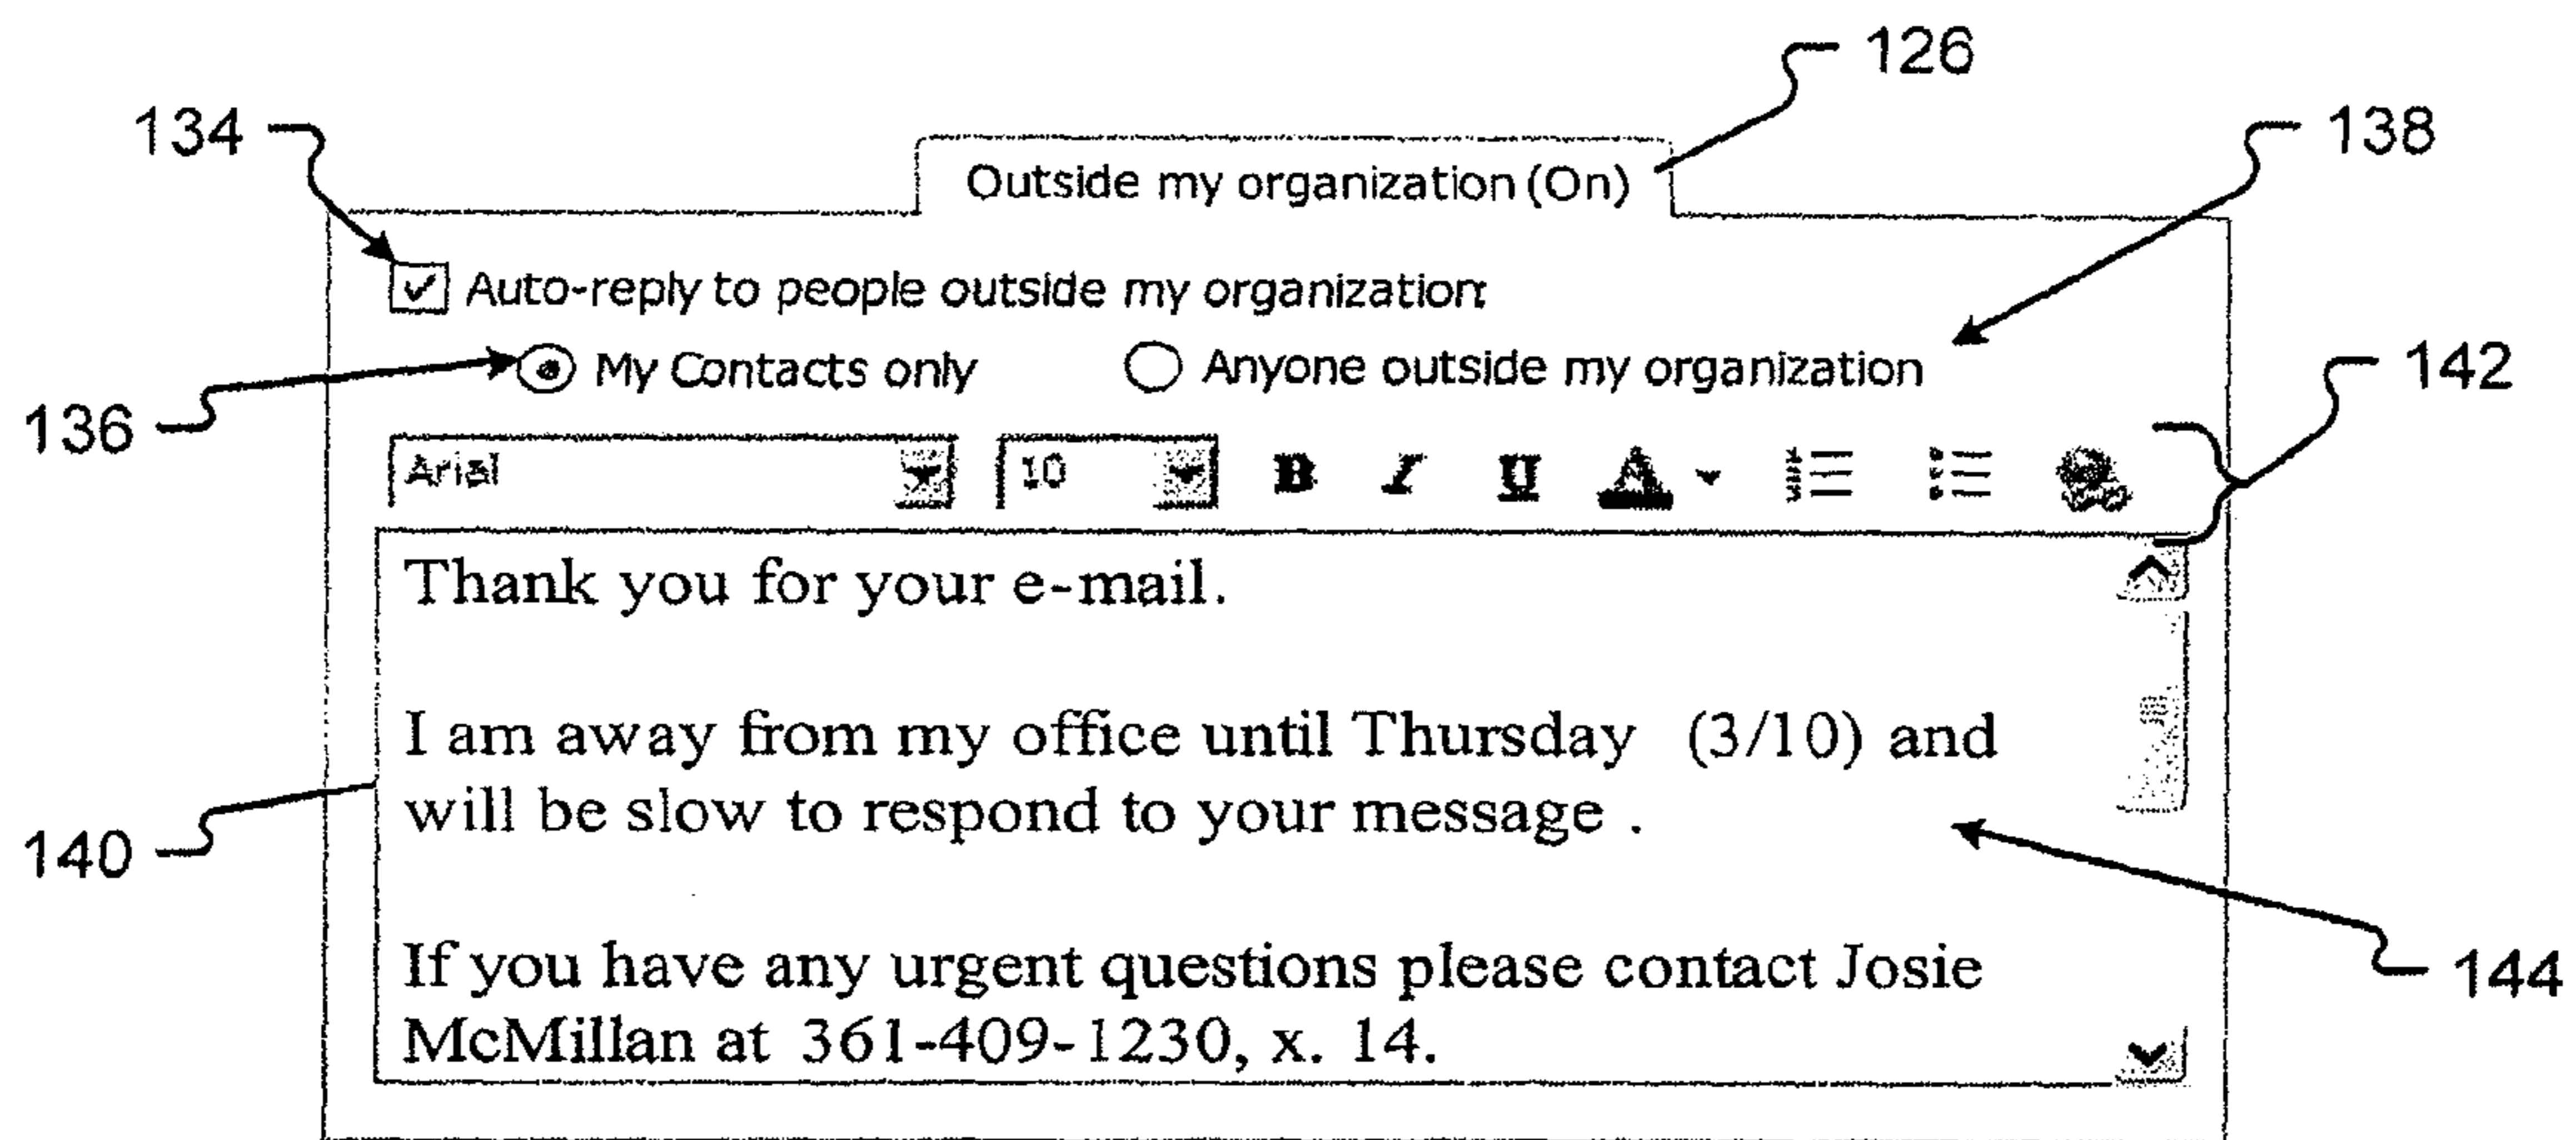 126
134
138
Outside my organization (On)
Auto-reply to people outside my organization:
My Contacts only Anyone outside my organization
142
136
Arial 10 B I U A
Thank you for your e-mail.
I am away from my office until Thursday (3/10) and
will be slow to respond to your message .
140
If you have any urgent questions please contact Josie
144
McMillan at 361-409-1230, x. 14.